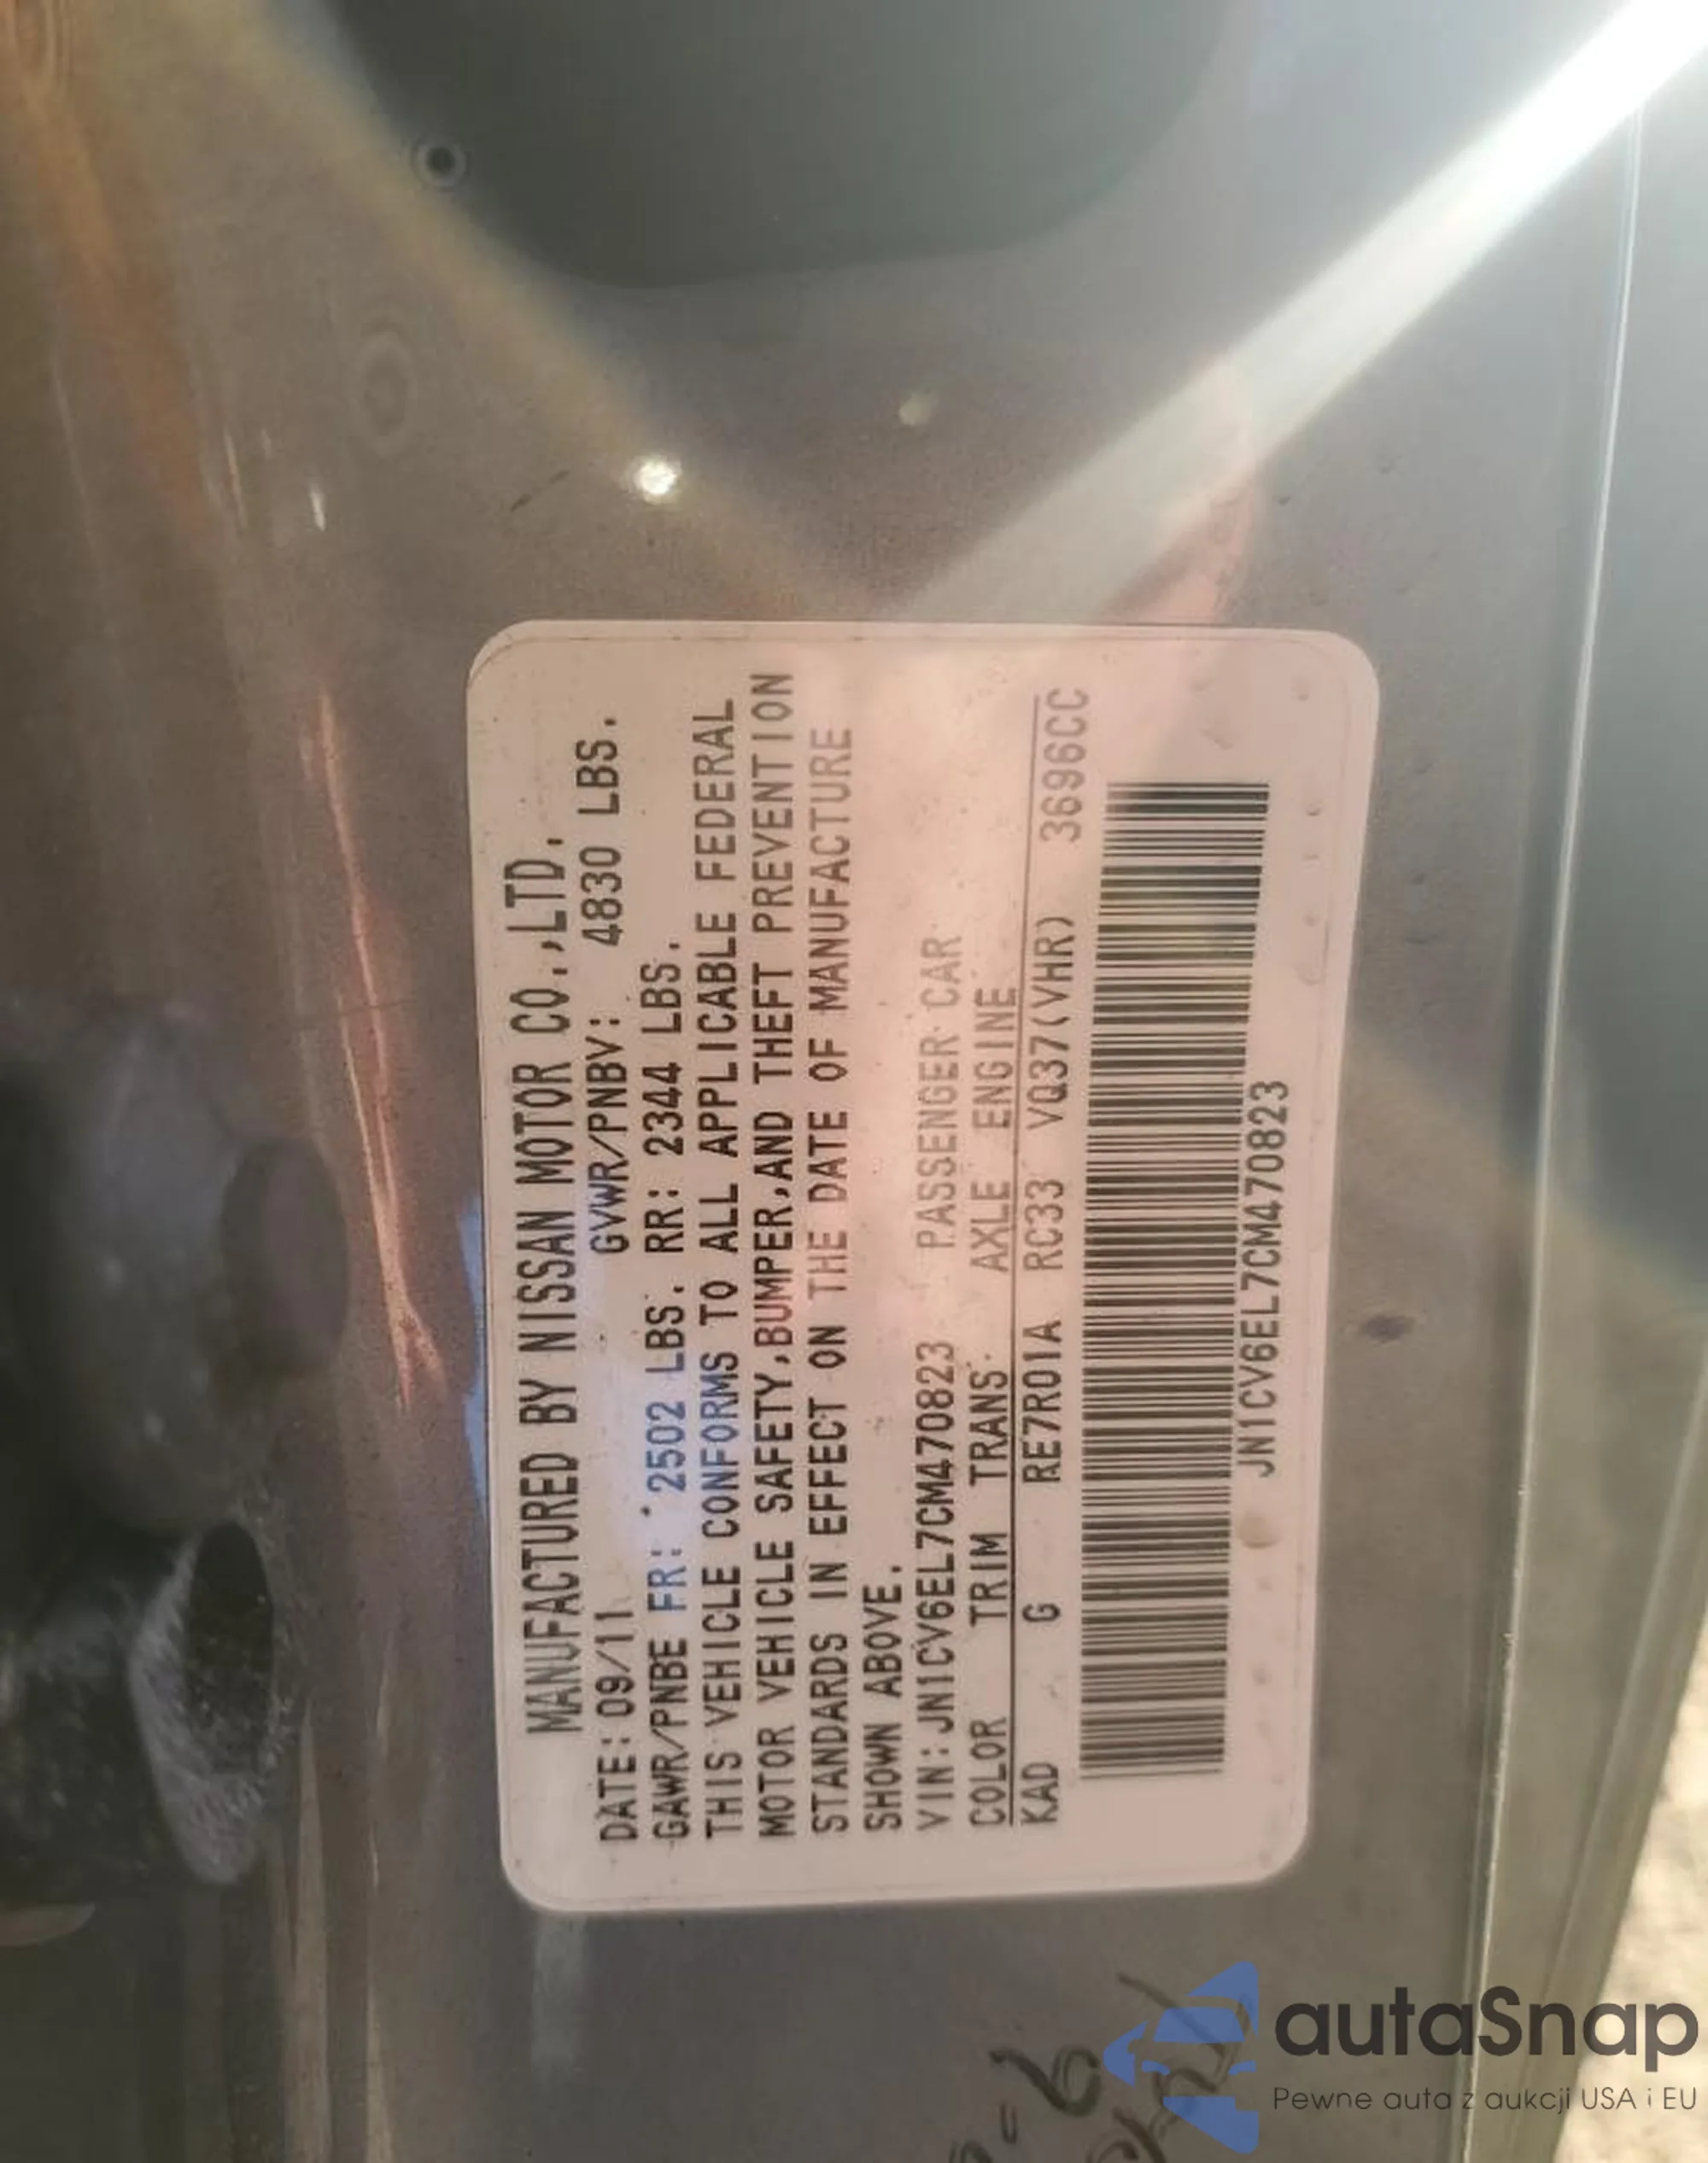 MANUFACTURED BY NISSAN MOTOR CO.,LTD.
DATE:09/11 GVWR/PNBV: 4830 LBS.
GAWR/PNBE FR: 2502 LBS. RR: 2344 LBS.
THIS VEHICLE CONFORMS TO ALL APPLICABLE FEDERAL
MOTOR VEHICLE SAFETY,BUMPER,AND THEFT PREVENTION
STANDARDS IN EFFECT ON THE DATE OF MANUFACTURE
SHOWN ABOVE.
VIN:JN1CV6EL7CM470823 PASSENGER CAR
COLOR TRIM TRANS. AXLE ENGINE
KAD G RE7R01A RC33 VQ37(VHR) 3696CC
JN1CV6EL7CM470823
autaSnap
Pewne auta z aukcji USA i EU